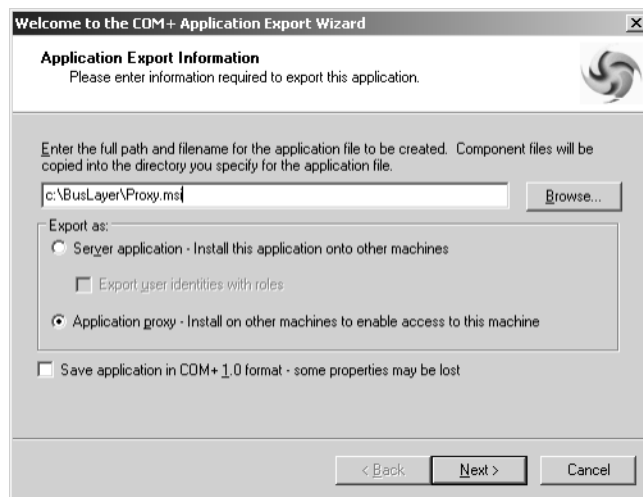 Welcome to the COM+ Application Export Wizard
Application Export Information
Please enter information required to export this application.
Enter the full path and filename for the application file to be created. Component files will be
copied into the directory you specify for the application file.
c:\BusLayer\Proxy.msi
Browse...
Export as:
Server application - Install this application onto other machines
Export user identities with roles
Application proxy - Install on other machines to enable access to this machine
Save application in COM+ 1.0 format - some properties may be lost
< Back
Next >
Cancel